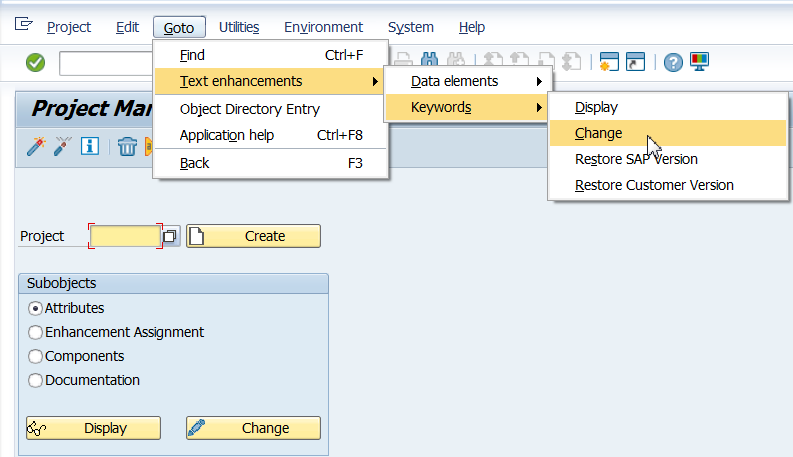 Project Edit Goto Utilities Environment System Help
Find Ctrl+F
Text enhancements
Object Directory Entry
Application help Ctrl+F8
Back F3
Data elements
Keywords
Display
Change
Restore SAP Version
Restore Customer Version
Project Mar
Project
Create
Subobjects
Attributes
Enhancement Assignment
Components
Documentation
Display Change